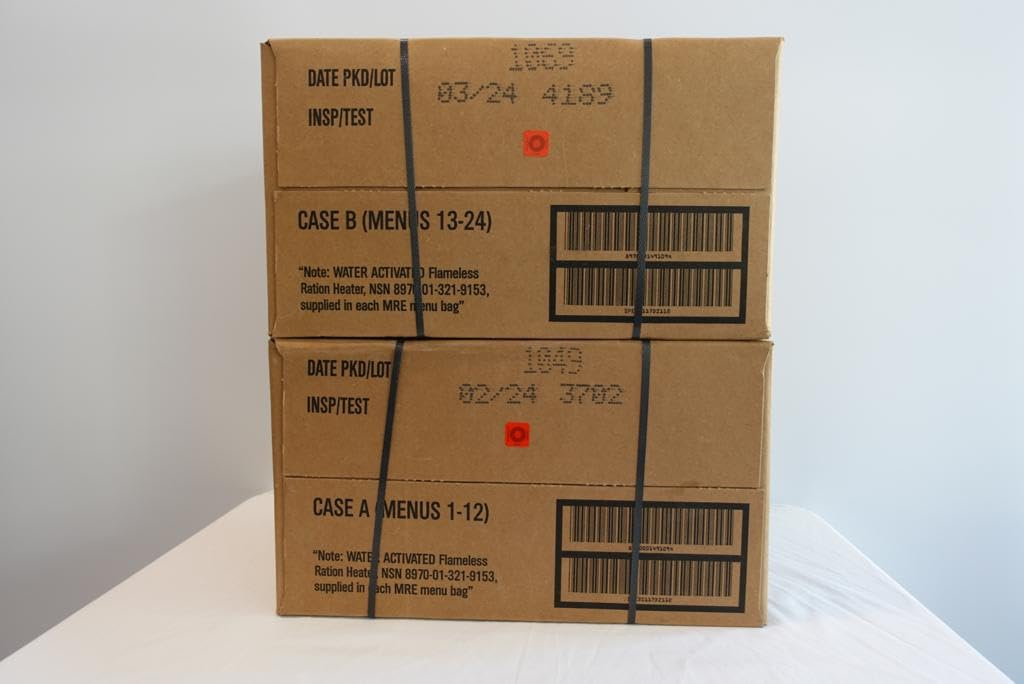 1069
DATE PKD/LOT
03/24 4189
INSP/TEST
CASE B (MENUS 13-24)
“Note: WATER ACTIVATED Flameless
Ration Heater, NSN 8970-01-321-9153,
supplied in each MRE menu bag”
1049
DATE PKD/LOT
02/24 3702
INSP/TEST
CASE A (MENUS 1-12)
“Note: WATER ACTIVATED Flameless
Ration Heater, NSN 8970-01-321-9153,
supplied in each MRE menu bag”